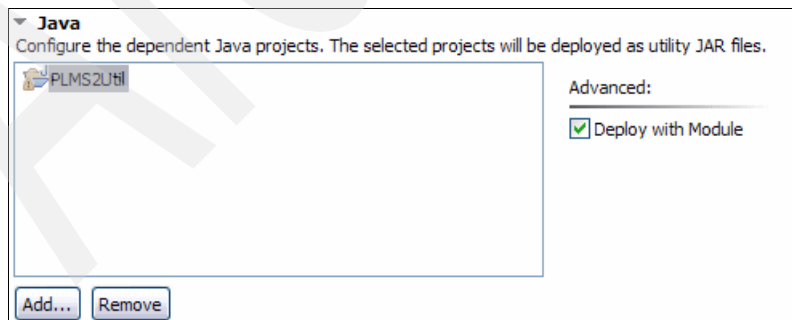 Java
Configure the dependent Java projects. The selected projects will be deployed as utility JAR files.
PLMS2Util
Advanced:
Deploy with Module
Add...
Remove